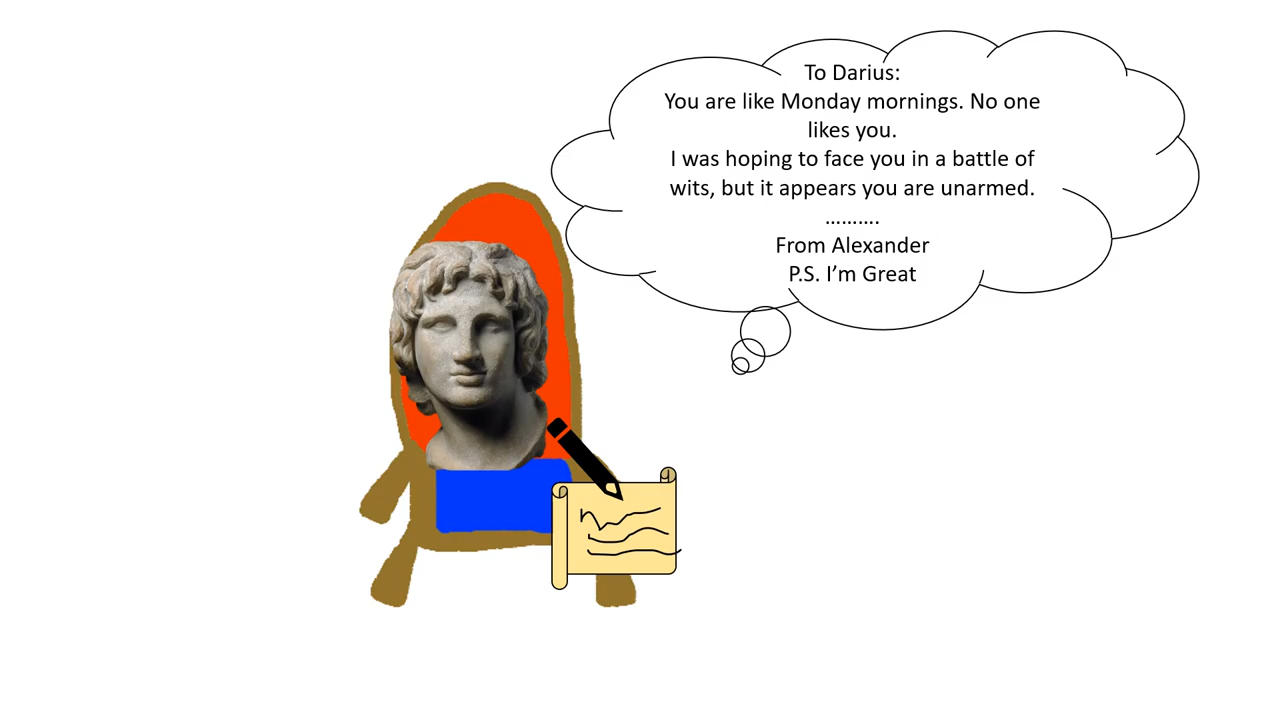 To Darius:
You are like Monday mornings. No one
likes you.
I was hoping to face you in a battle of
wits, but it appears you are unarmed.
……….
From Alexander
P.S. I’m Great